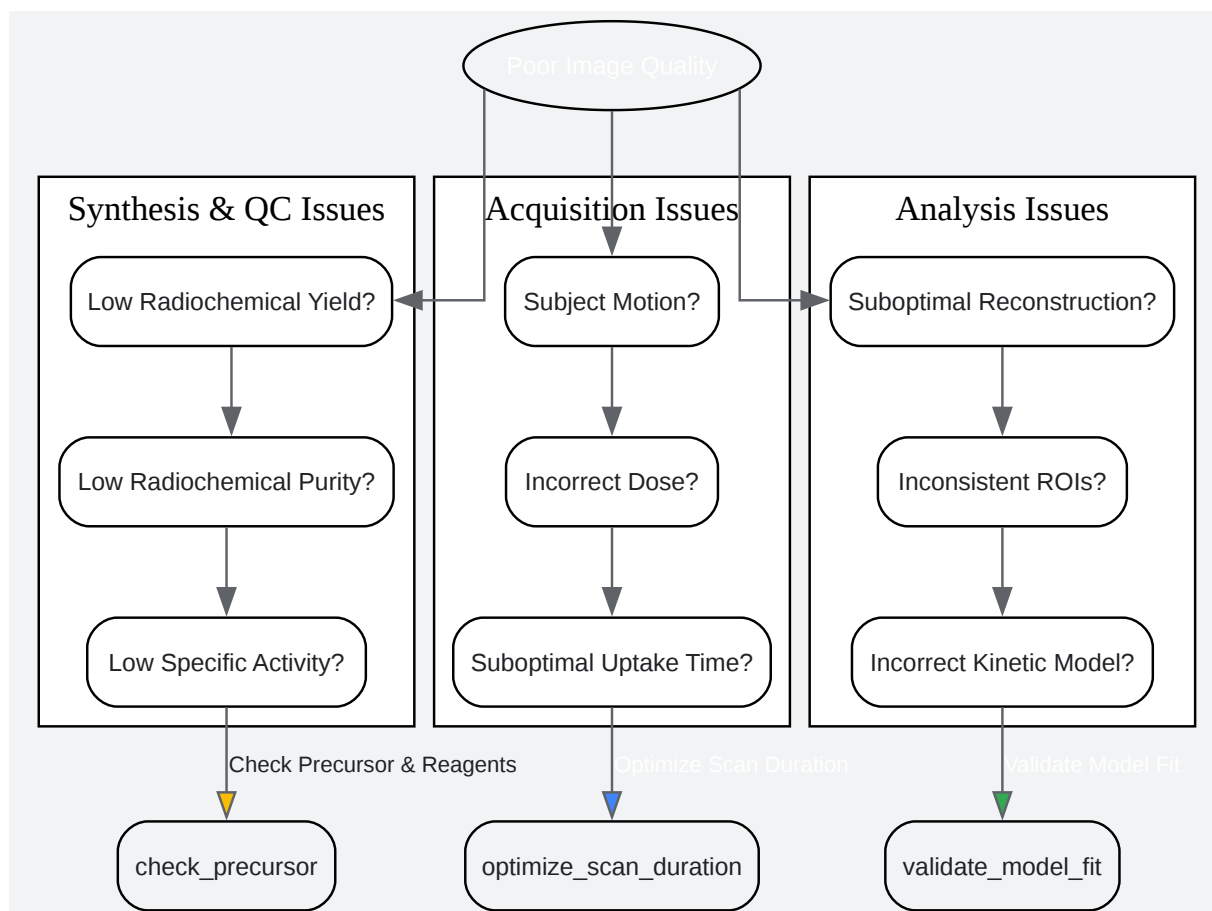 Poor Image Quality
Synthesis & QC Issues
Low Radiochemical Yield?
Low Radiochemical Purity?
Low Specific Activity?
Acquisition Issues
Subject Motion?
Incorrect Dose?
Suboptimal Uptake Time?
Analysis Issues
Suboptimal Reconstruction?
Inconsistent ROIs?
Incorrect Kinetic Model?
Check Precursor & Reagents
Optimize Scan Duration
Validate Model Fit
check_precursor
optimize_scan_duration
validate_model_fit